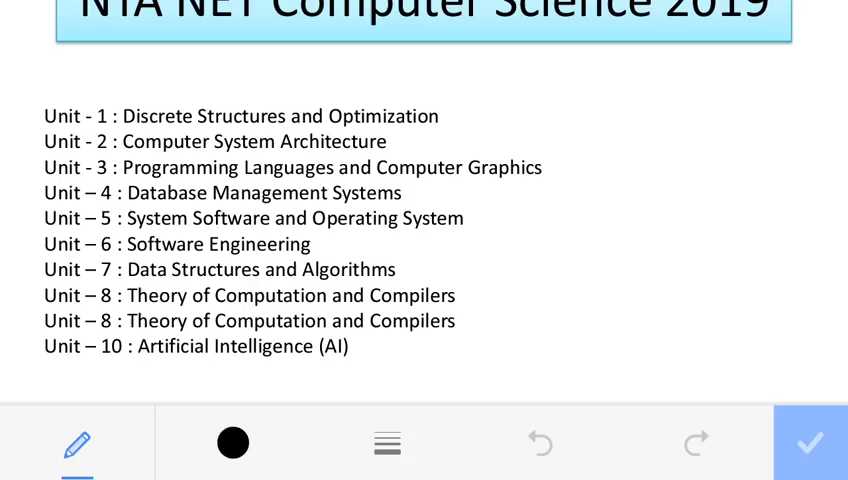 NTA NET Computer Science 2019
Unit - 1 : Discrete Structures and Optimization
Unit - 2 : Computer System Architecture
Unit - 3 : Programming Languages and Computer Graphics
Unit – 4 : Database Management Systems
Unit – 5 : System Software and Operating System
Unit – 6 : Software Engineering
Unit – 7 : Data Structures and Algorithms
Unit – 8 : Theory of Computation and Compilers
Unit – 8 : Theory of Computation and Compilers
Unit – 10 : Artificial Intelligence (AI)